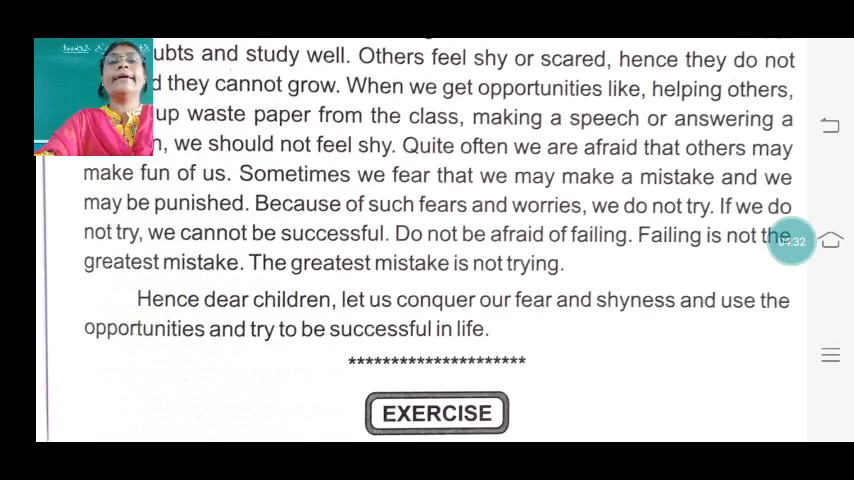 ubts and study well. Others feel shy or scared, hence they do not
d they cannot grow. When we get opportunities like, helping others,
up waste paper from the class, making a speech or answering a
n, we should not feel shy. Quite often we are afraid that others may
make fun of us. Sometimes we fear that we may make a mistake and we
may be punished. Because of such fears and worries, we do not try. If we do
not try, we cannot be successful. Do not be afraid of failing. Failing is not the
greatest mistake. The greatest mistake is not trying.
Hence dear children, let us conquer our fear and shyness and use the
opportunities and try to be successful in life.
*********************
EXERCISE
04:32